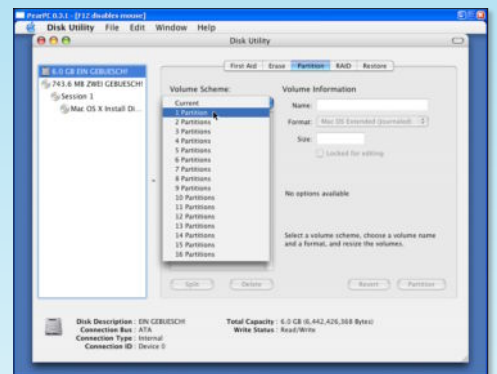 PearPC 0.3.1 - [F12 disables mouse]
Disk Utility File Edit Window Help
Disk Utility
First Aid Erase Partition RAID Restore
6.0 GB EIN GEBUESCH!
743.6 MB ZWEI GEBUESCH!
Session 1
Mac OS X Install Di...
Volume Scheme:
Current
1 Partition
2 Partitions
3 Partitions
4 Partitions
5 Partitions
6 Partitions
7 Partitions
8 Partitions
9 Partitions
10 Partitions
11 Partitions
12 Partitions
13 Partitions
14 Partitions
15 Partitions
16 Partitions
Split Delete
Volume Information
Name:
Format: Mac OS Extended (Journaled)
Size:
Locked for editing
No options available
Select a volume scheme, choose a volume name
and a format, and resize the volumes.
Revert Partition
Disk Description : EIN GEBUESCH!
Connection Bus : ATA
Connection Type : Internal
Connection ID : Device 0
Total Capacity : 6.0 GB (6,442,426,368 Bytes)
Write Status : Read/Write